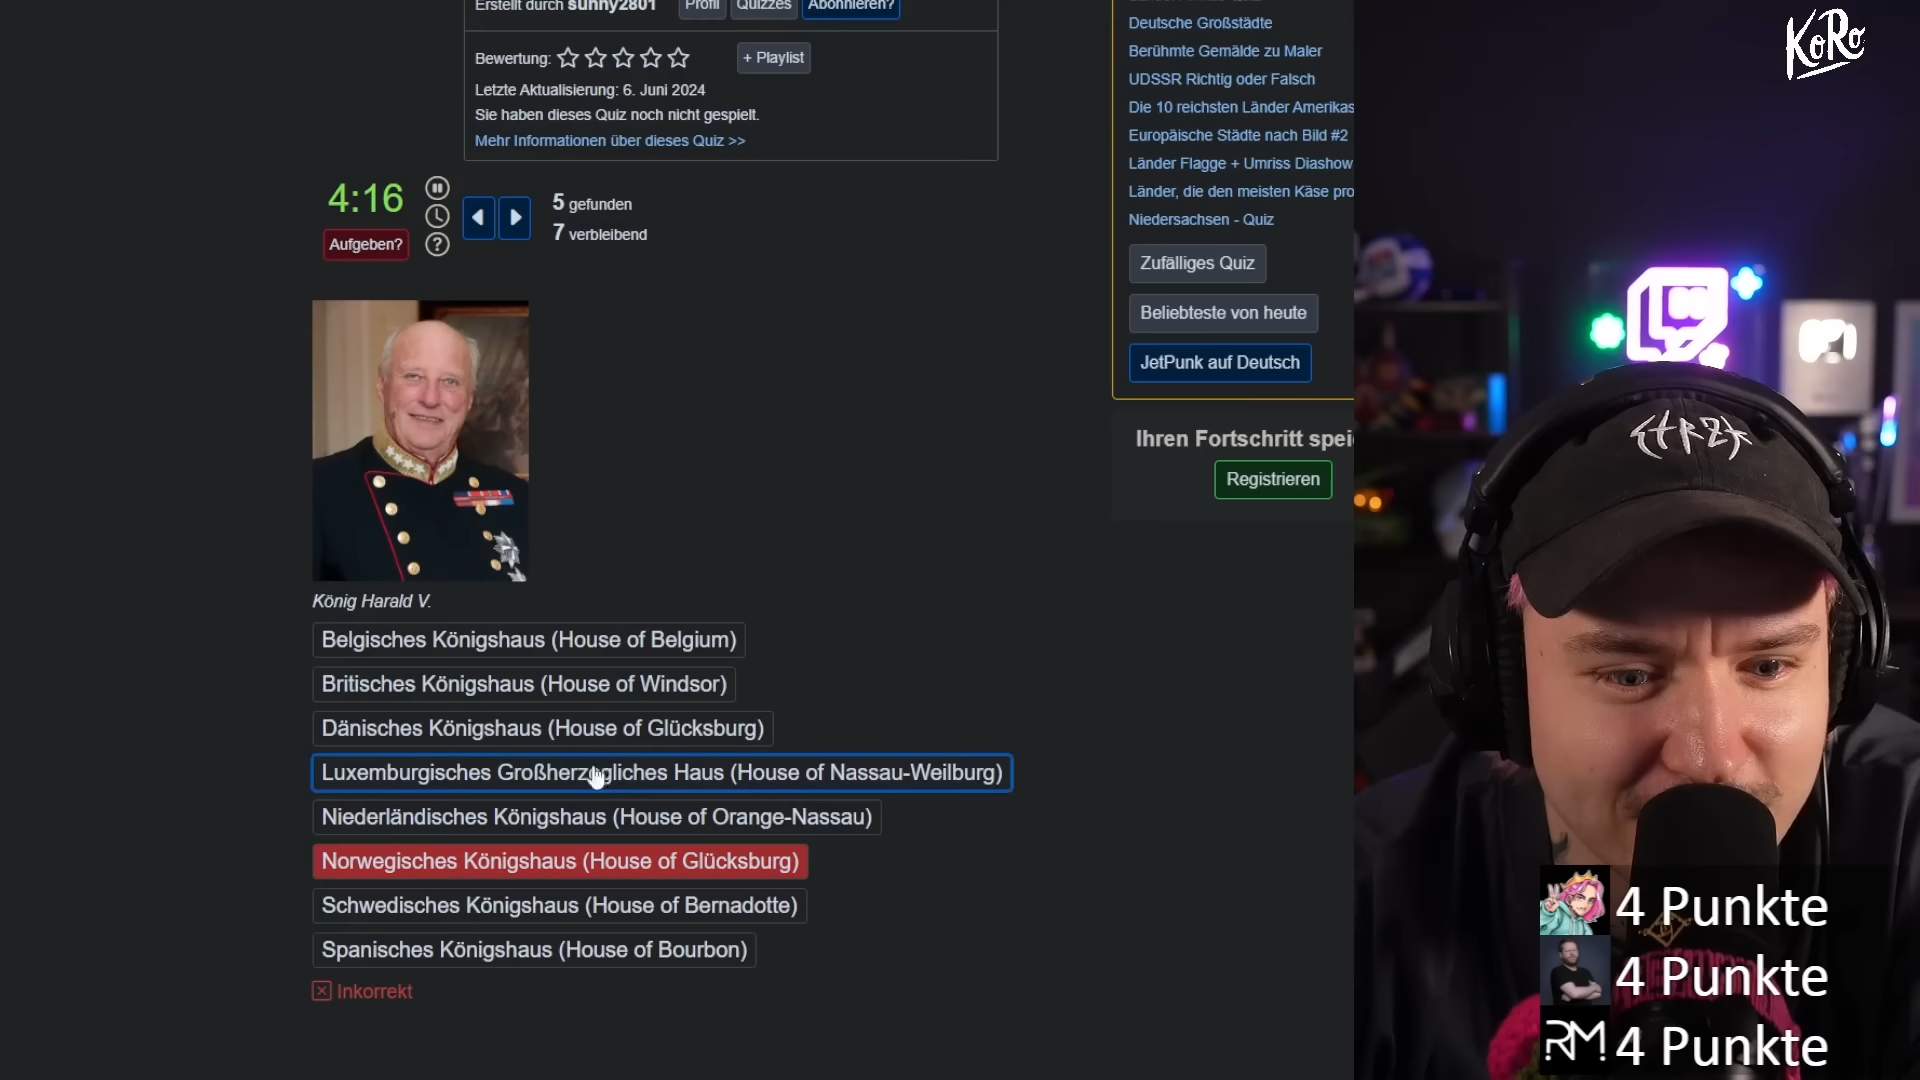 Erstellt durch sunny2801
Profil
Quizzes
Abonnieren?
Bewertung:
+ Playlist
Letzte Aktualisierung: 6. Juni 2024
Sie haben dieses Quiz noch nicht gespielt.
Mehr Informationen über dieses Quiz >>
4:16
Aufgeben?
5 gefunden
7 verbleibend
König Harald V.
Belgisches Königshaus (House of Belgium)
Britisches Königshaus (House of Windsor)
Dänisches Königshaus (House of Glücksburg)
Luxemburgisches Großherzogliches Haus (House of Nassau-Weilburg)
Niederländisches Königshaus (House of Orange-Nassau)
Norwegisches Königshaus (House of Glücksburg)
Schwedisches Königshaus (House of Bernadotte)
Spanisches Königshaus (House of Bourbon)
Inkorrekt
Deutsche Großstädte
Berühmte Gemälde zu Maler
UDSSR Richtig oder Falsch
Die 10 reichsten Länder Amerikas
Europäische Städte nach Bild #2
Länder Flagge + Umriss Diashow
Länder, die den meisten Käse pro
Niedersachsen - Quiz
Zufälliges Quiz
Beliebteste von heute
JetPunk auf Deutsch
Ihren Fortschritt spei
Registrieren
KoRo
4 Punkte
4 Punkte
RM! 4 Punkte